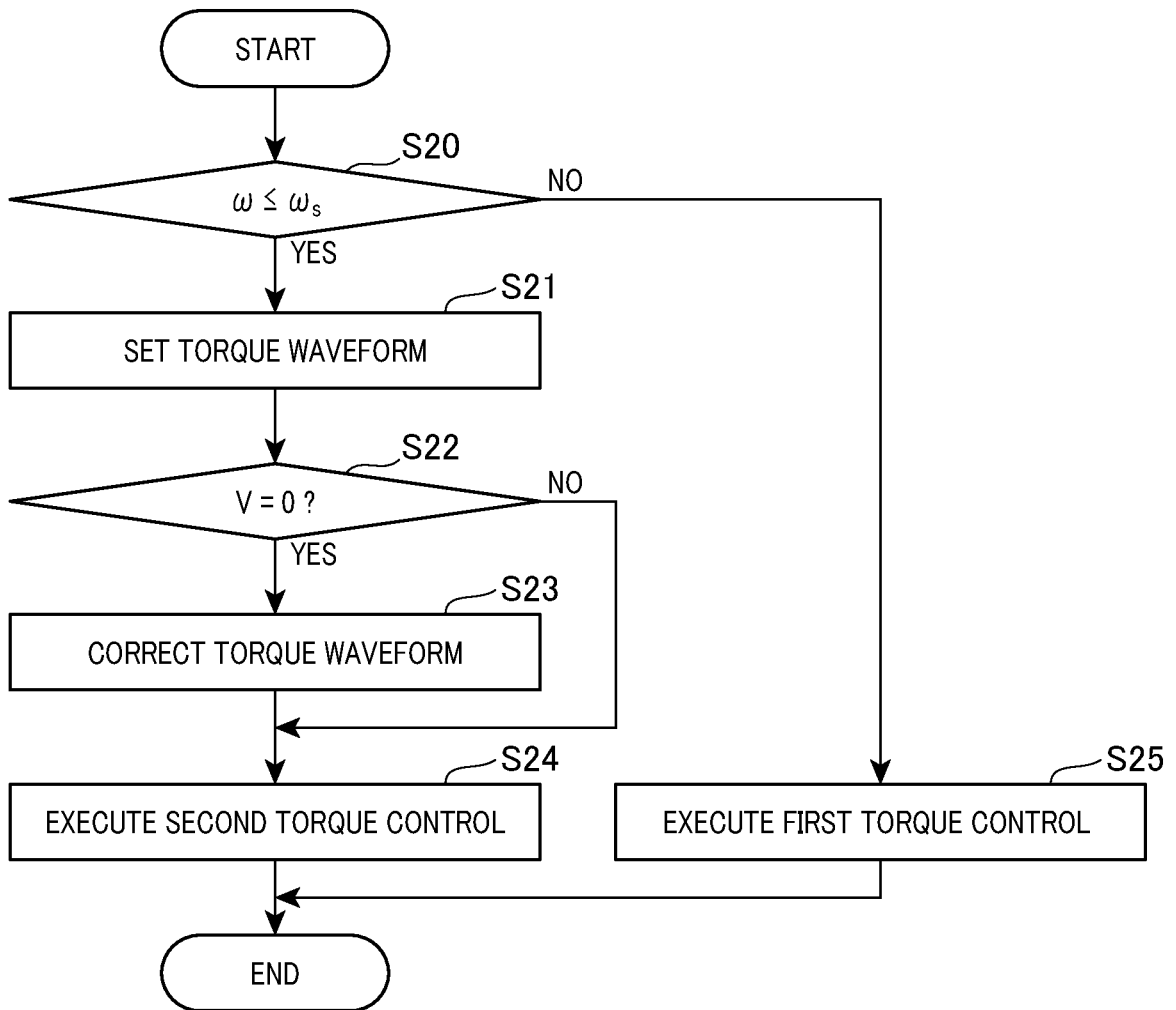 START
S20
ω ≤ ωs
NO
YES
S21
SET TORQUE WAVEFORM
S22
V = 0 ?
NO
YES
S23
CORRECT TORQUE WAVEFORM
S24
EXECUTE SECOND TORQUE CONTROL
S25
EXECUTE FIRST TORQUE CONTROL
END